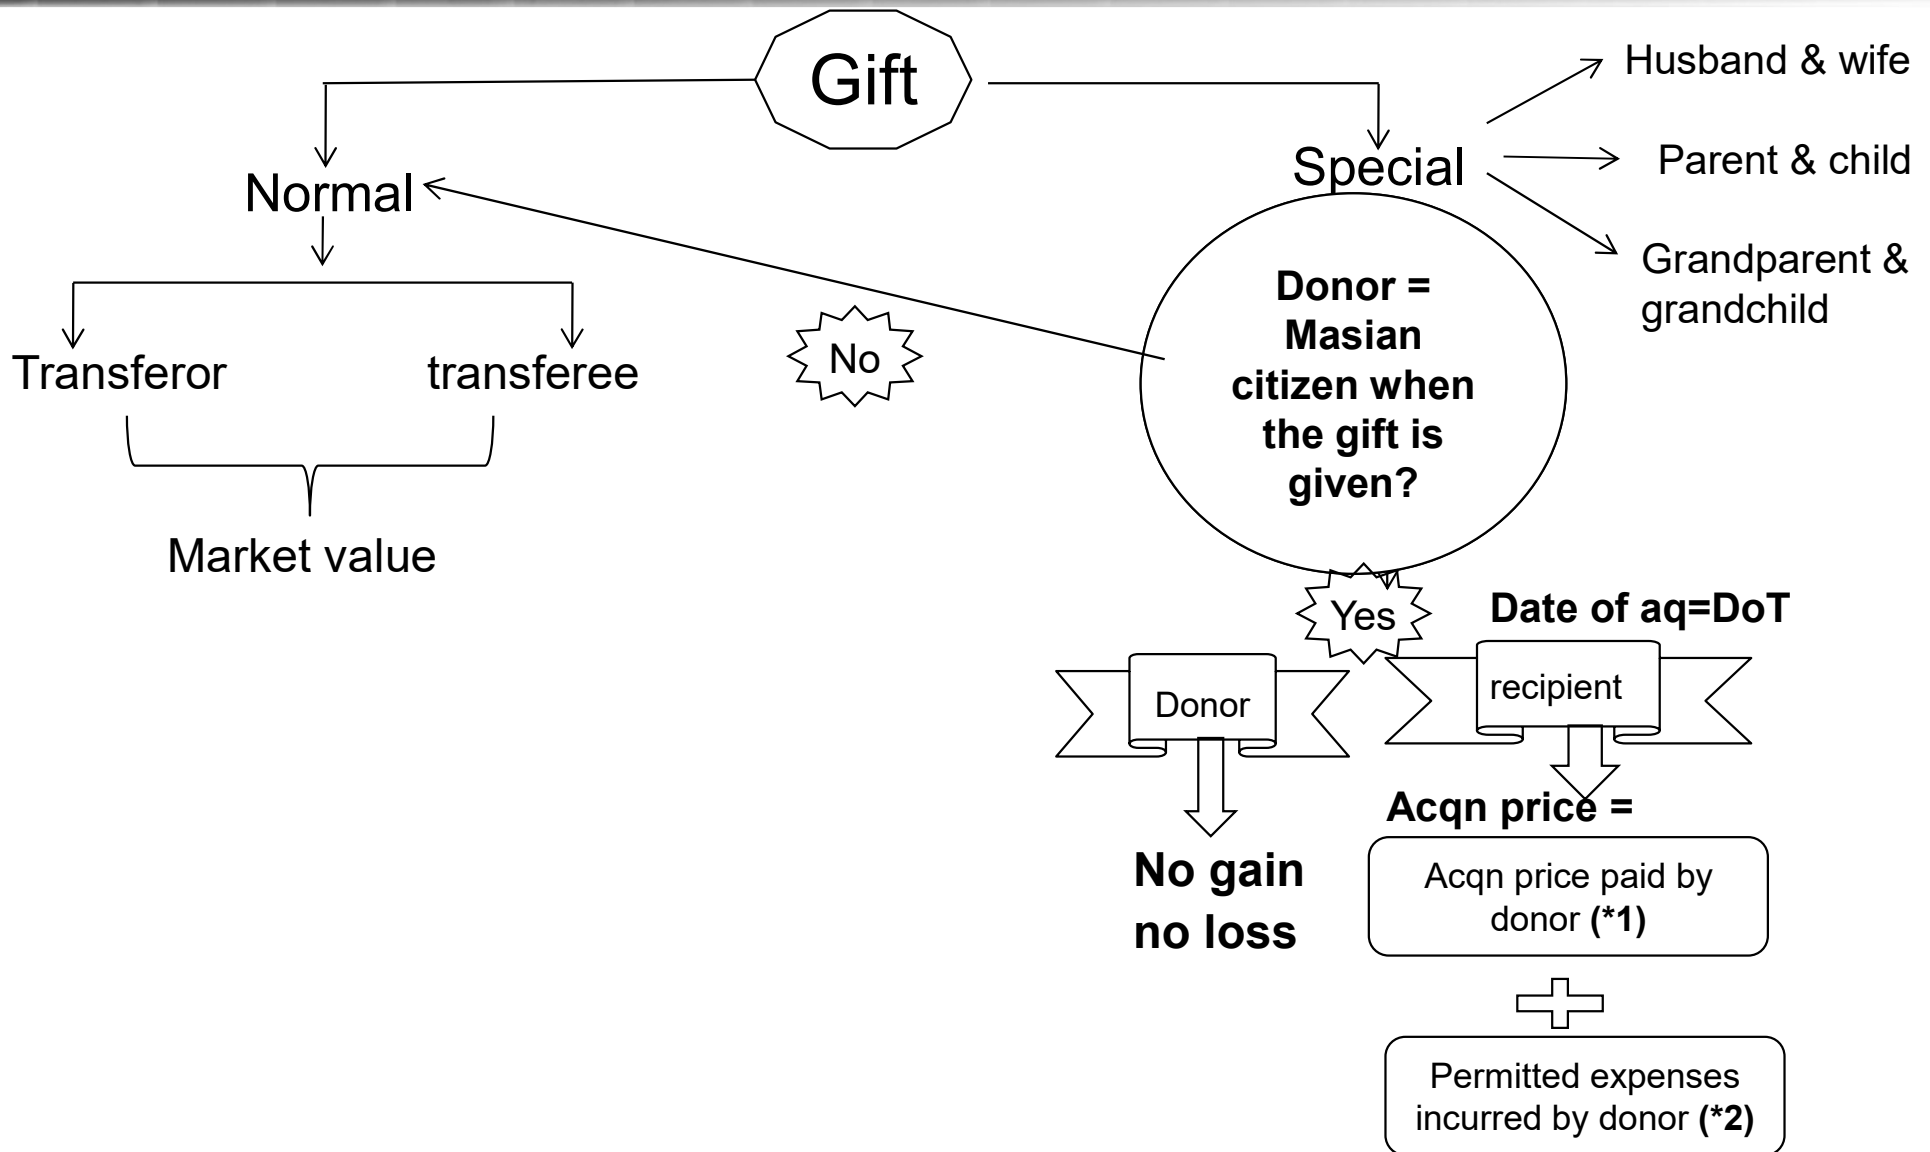 Gift
Husband & wife
Special
Parent & child
Normal
Grandparent &
grandchild
Donor =
Masian
citizen when
the gift is
given?
No
Transferor
transferee
Market value
Yes
Date of aq=DoT
Donor
recipient
No gain
no loss
Acqn price =
Acqn price paid by
donor (*1)
Permitted expenses
incurred by donor (*2)